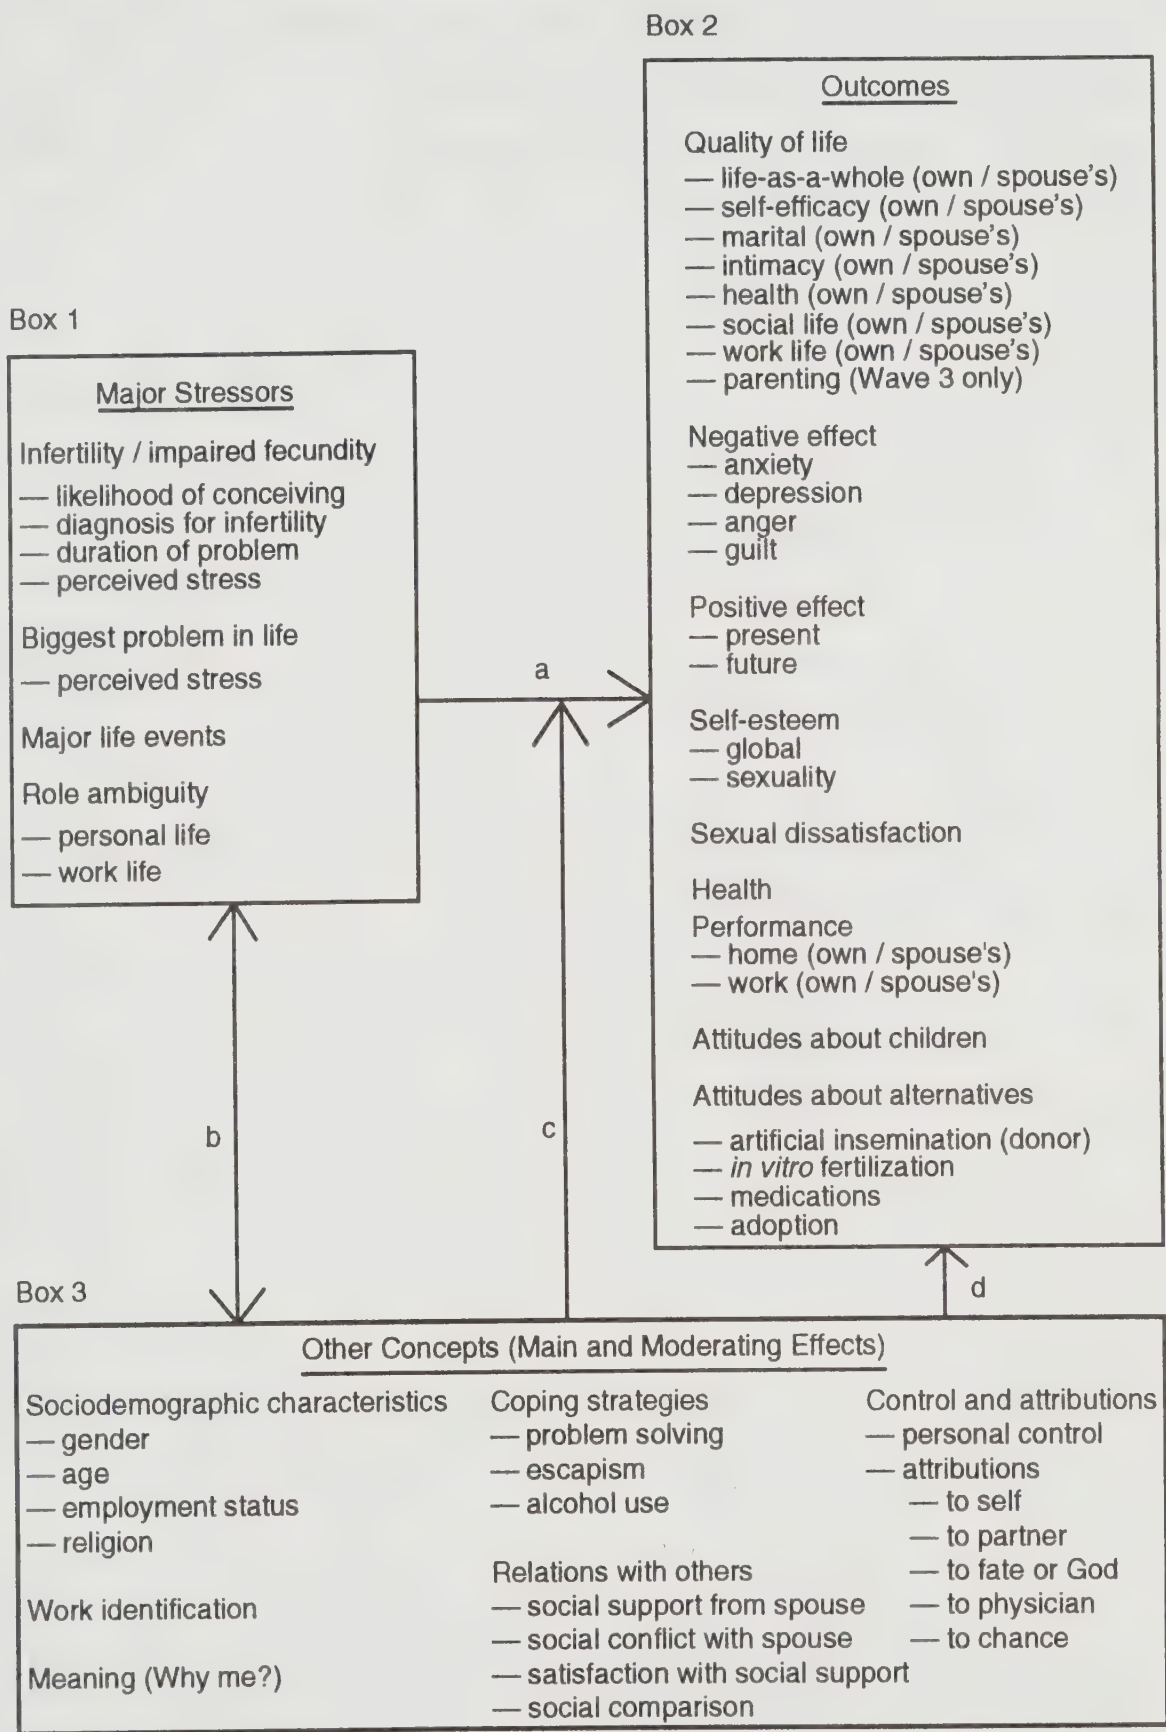 Box 2
Outcomes
Quality of life
— life-as-a-whole (own / spouse's)
— self-efficacy (own / spouse's)
— marital (own / spouse's)
— intimacy (own / spouse's)
— health (own / spouse's)
— social life (own / spouse's)
— work life (own / spouse's)
— parenting (Wave 3 only)
Negative effect
— anxiety
— depression
— anger
— guilt
Positive effect
— present
— future
Self-esteem
— global
— sexuality
Sexual dissatisfaction
Health
Performance
— home (own / spouse's)
— work (own / spouse's)
Attitudes about children
Attitudes about alternatives
— artificial insemination (donor)
— in vitro fertilization
— medications
— adoption
Box 1
Major Stressors
Infertility / impaired fecundity
— likelihood of conceiving
— diagnosis for infertility
— duration of problem
— perceived stress
Biggest problem in life
— perceived stress
Major life events
Role ambiguity
— personal life
— work life
a
b
c
d
Box 3
Other Concepts (Main and Moderating Effects)
Sociodemographic characteristics
— gender
— age
— employment status
— religion
Work identification
Meaning (Why me?)
Coping strategies
— problem solving
— escapism
— alcohol use
Relations with others
— social support from spouse
— social conflict with spouse
— satisfaction with social support
— social comparison
Control and attributions
— personal control
— attributions
— to self
— to partner
— to fate or God
— to physician
— to chance